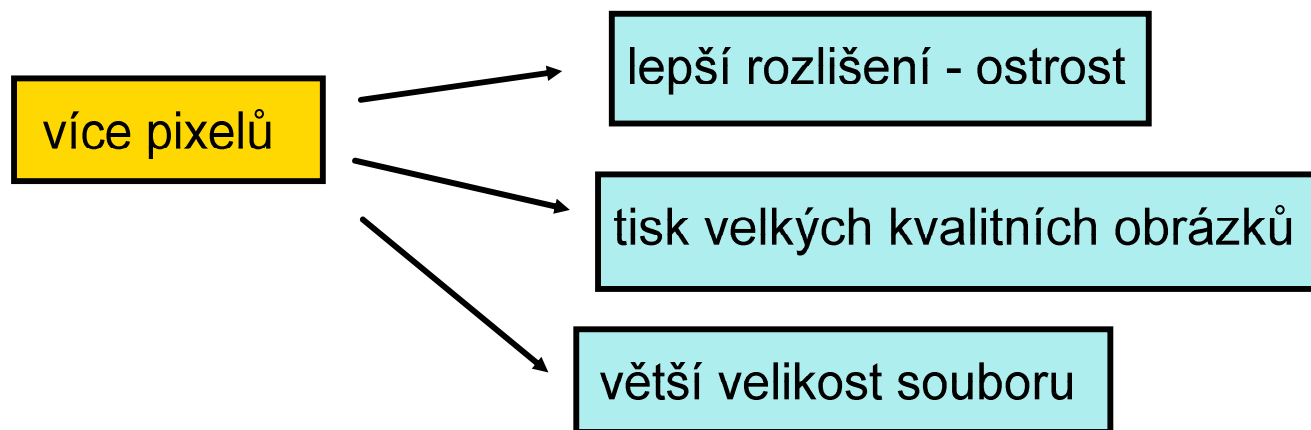 lepší rozlišení - ostrost
více pixelů
tisk velkých kvalitních obrázků
větší velikost souboru